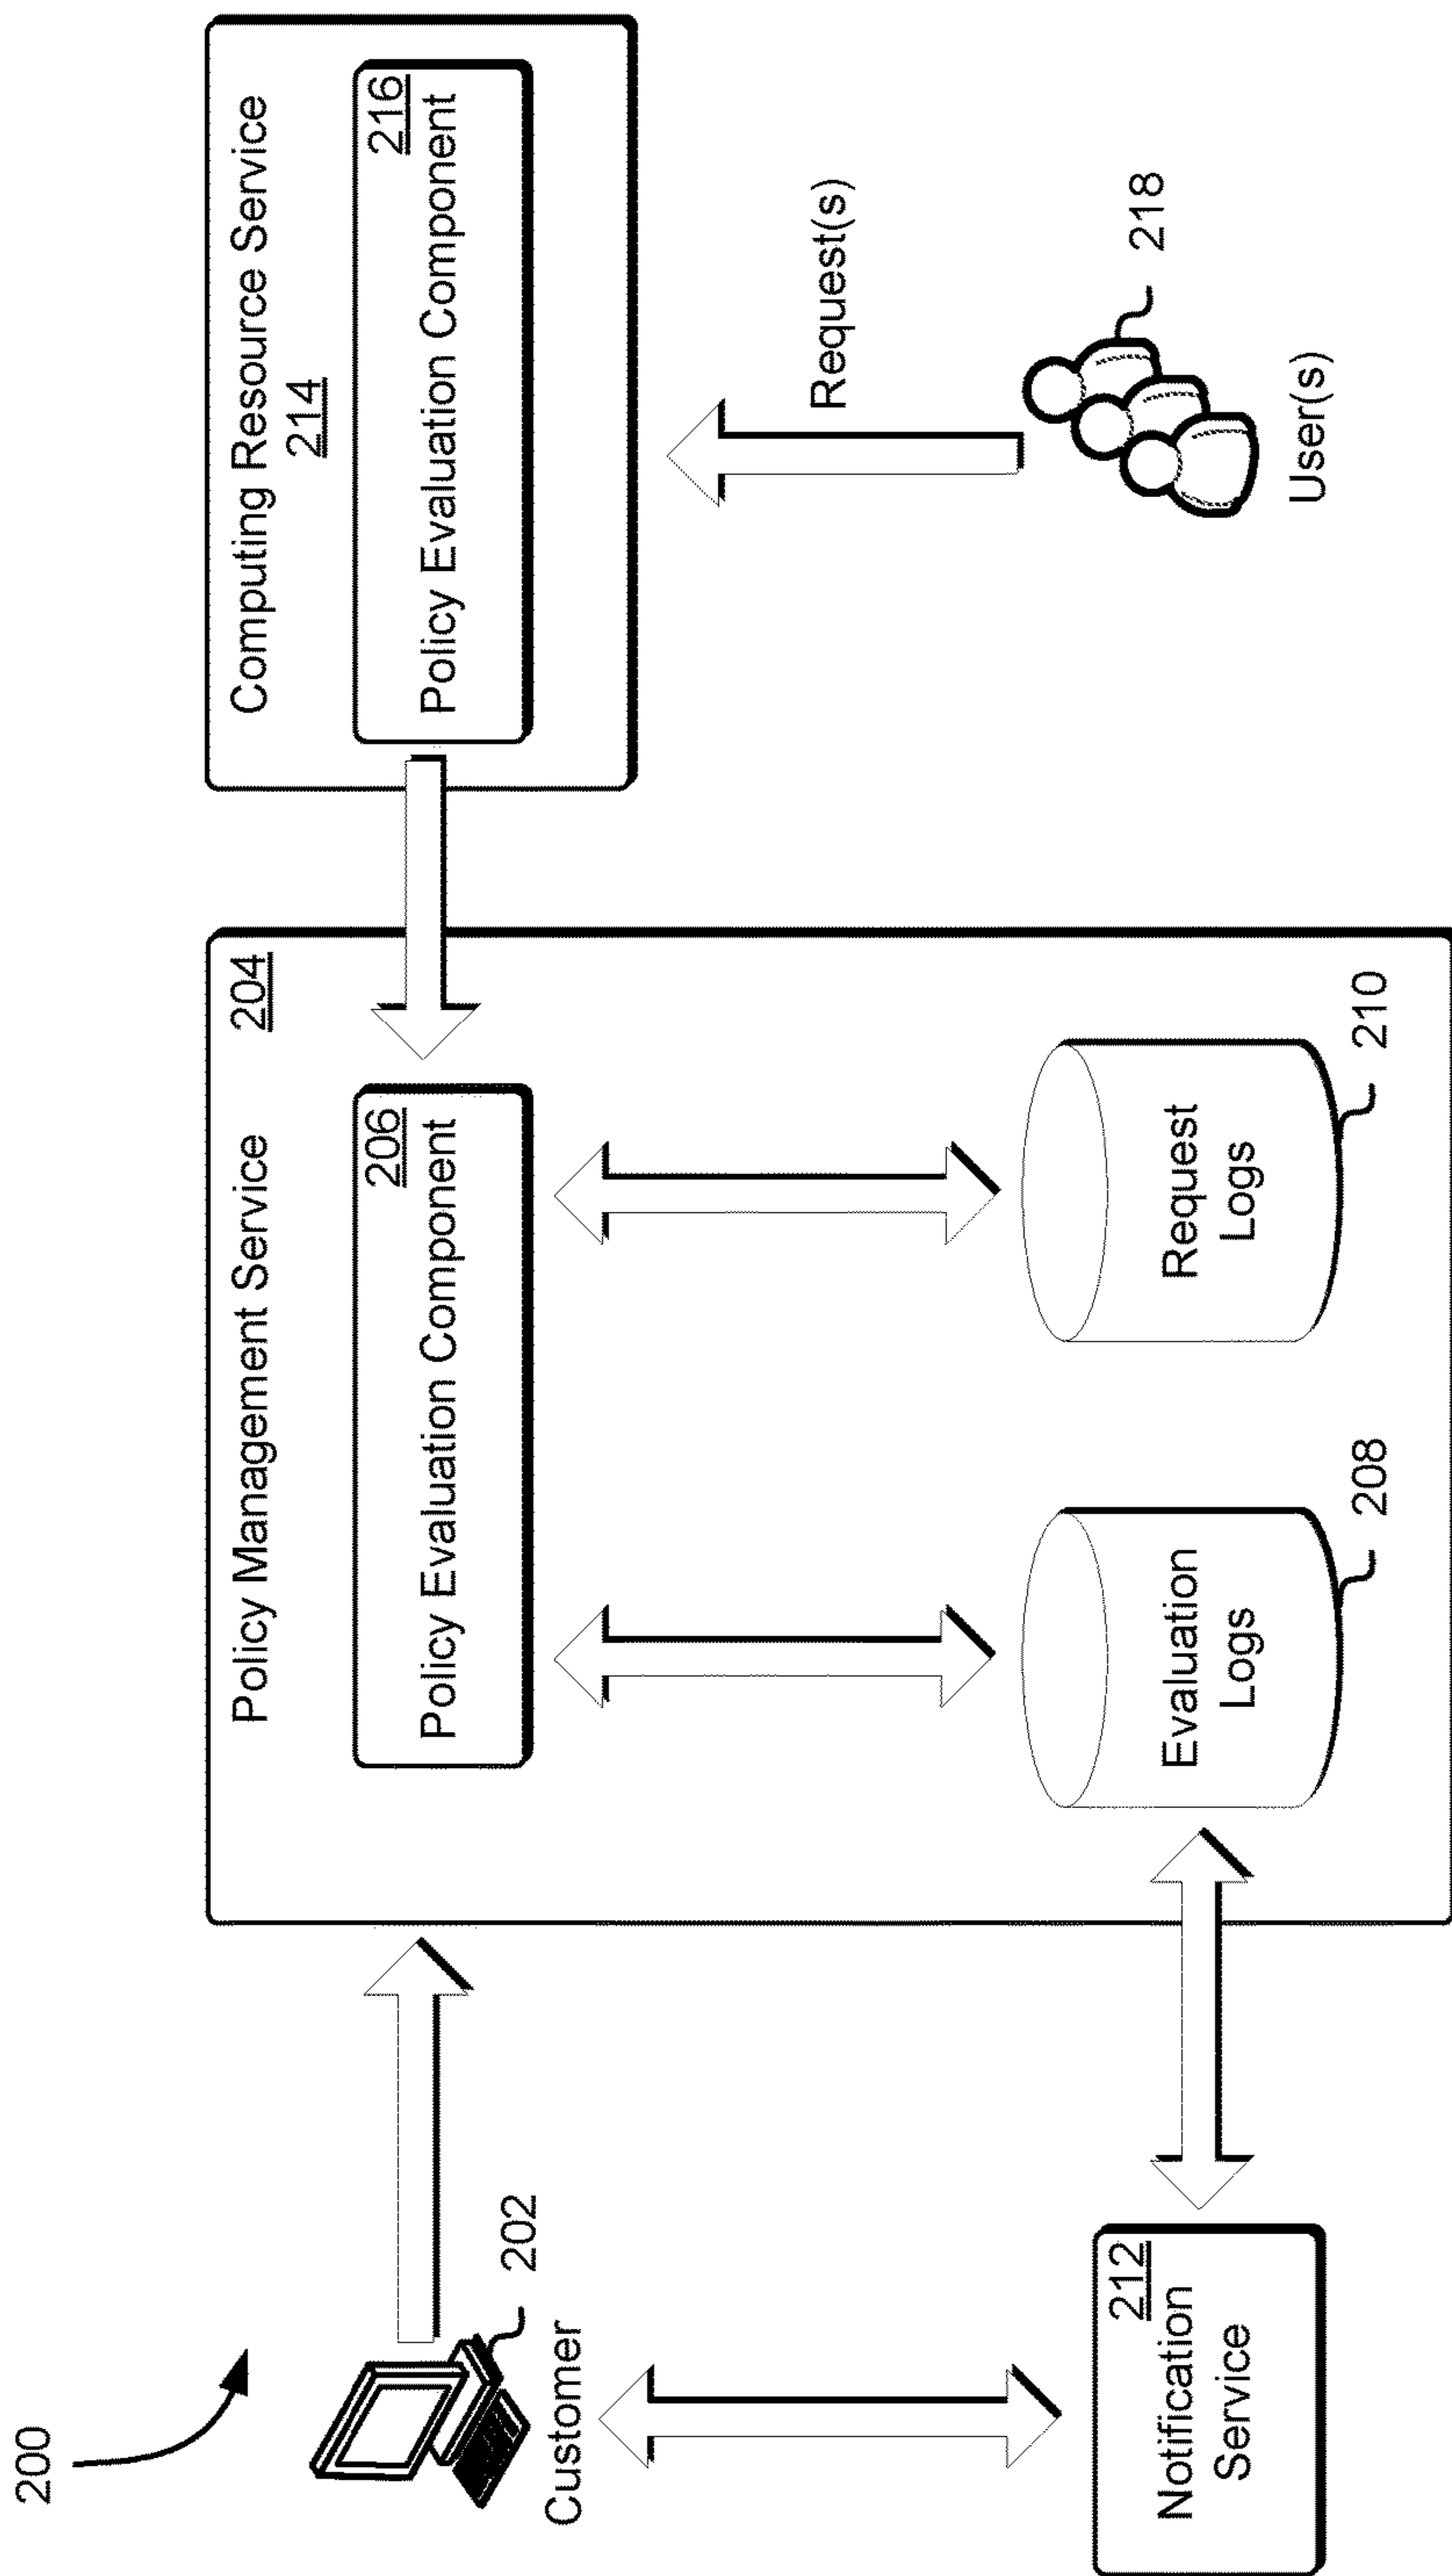 200
Customer
202
Policy Management Service
204
206
Policy Evaluation Component
Evaluation
Logs
208
Request
Logs
210
Notification
Service
212
Computing Resource Service
214
216
Policy Evaluation Component
Request(s)
218
User(s)